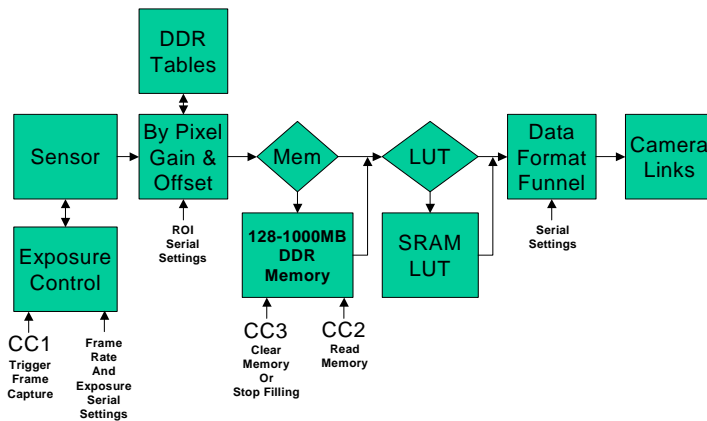 DDR
Tables
Sensor
By Pixel
Gain &
Offset
Mem
LUT
Data
Format
Funnel
Camera
Links
Exposure
Control
ROI
Serial
Settings
128-1000MB
DDR
Memory
SRAM
LUT
Serial
Settings
CC1
Trigger
Frame
Capture
Frame
Rate
And
Exposure
Serial
Settings
CC3
Clear
Memory
Or
Stop Filling
CC2
Read
Memory